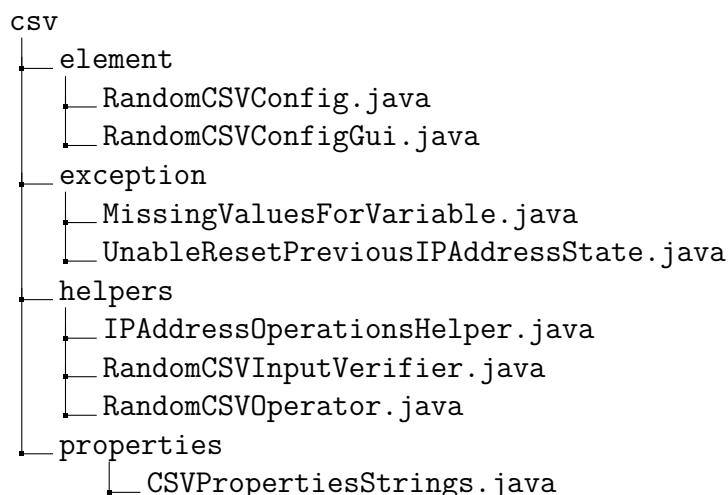 csv
element
RandomCSVConfig.java
RandomCSVConfigGui.java
exception
MissingValuesForVariable.java
UnableResetPreviousIPAddressState.java
helpers
IPAddressOperationsHelper.java
RandomCSVInputVerifier.java
RandomCSVOperator.java
properties
CSVPropertiesStrings.java